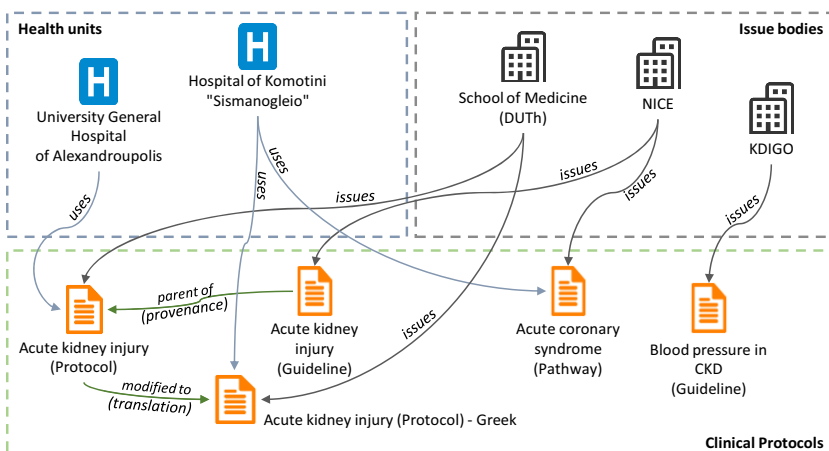 Health units
Issue bodies
H
H
Hospital of Komotini
"Sismanogleio"
University General
Hospital
of Alexandroupolis
School of Medicine
(DUTh)
NICE
KDIGO
uses
uses
uses
issues
issues
issues
issues
issues
parent of
(provenance)
Acute kidney injury
(Protocol)
Acute kidney
injury
(Guideline)
Acute coronary
syndrome
(Pathway)
Blood pressure in
CKD
(Guideline)
modified to
(translation)
Acute kidney injury (Protocol) - Greek
Clinical Protocols